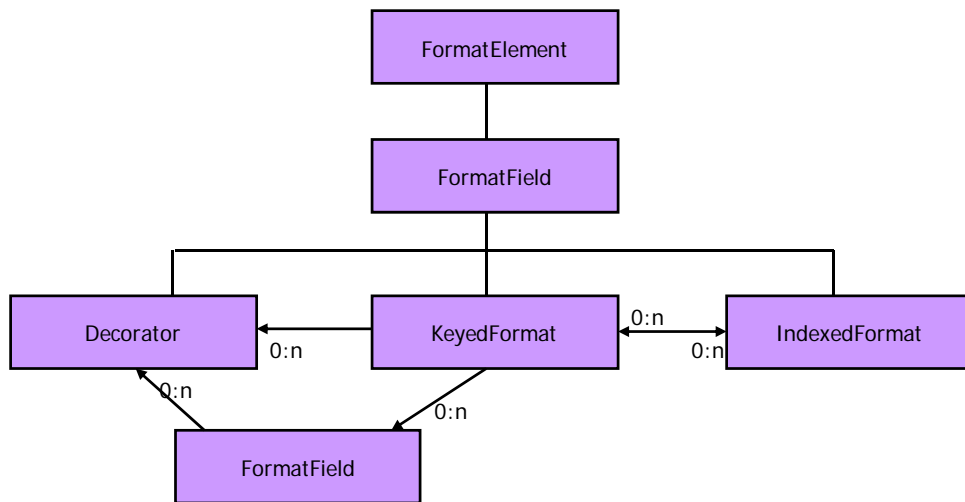 FormatElement
FormatField
Decorator
KeyedFormat
IndexedFormat
0:n
0:n
0:n
0:n
0:n
FormatField